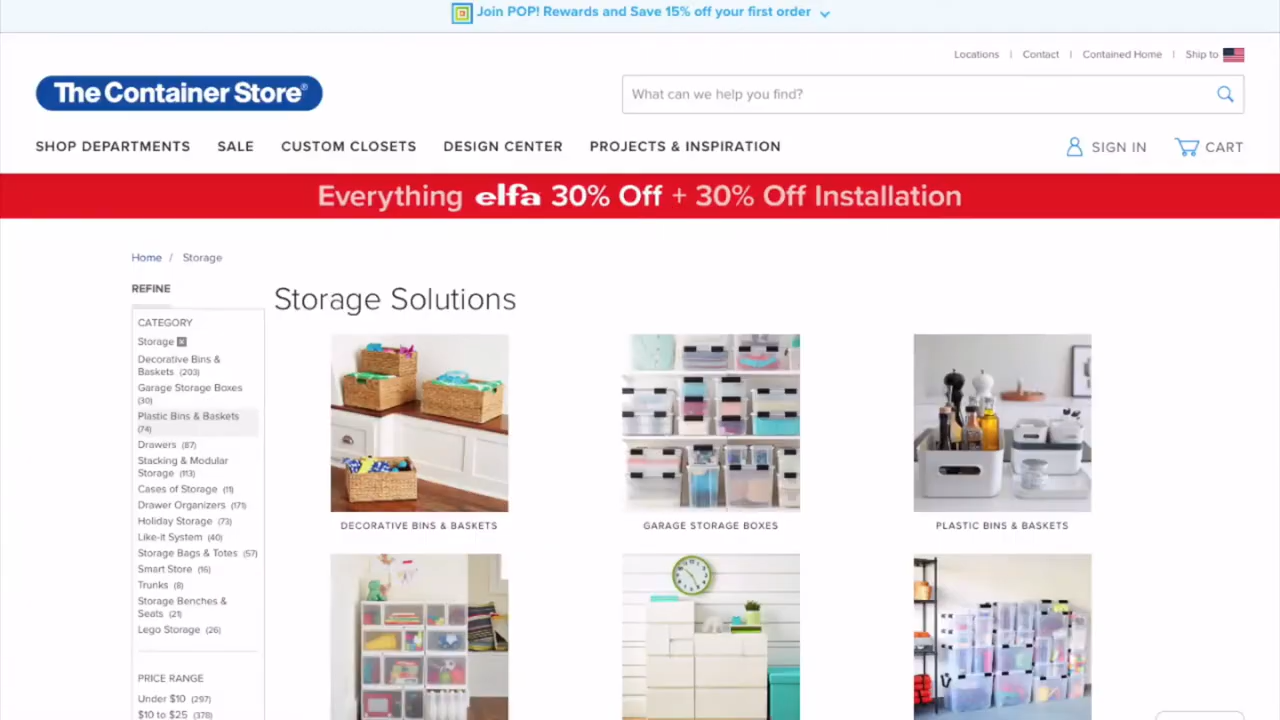 Join POP! Rewards and Save 15% off your first order
Locations | Contact | Contained Home | Ship to
The Container Store®
What can we help you find?
SHOP DEPARTMENTS SALE CUSTOM CLOSETS DESIGN CENTER PROJECTS & INSPIRATION SIGN IN CART
Everything elfa 30% Off + 30% Off Installation
Home / Storage
REFINE
Storage Solutions
CATEGORY
Storage
Decorative Bins &
Baskets (203)
Garage Storage Boxes
(30)
Plastic Bins & Baskets
(74)
Drawers (87)
Stacking & Modular
Storage (113)
Cases of Storage (11)
Drawer Organizers (171)
Holiday Storage (73)
Like-it System (40)
Storage Bags & Totes (57)
Smart Store (16)
Trunks (8)
Storage Benches &
Seats (21)
Lego Storage (26)
PRICE RANGE
Under $10 (297)
$10 to $25 (378)
DECORATIVE BINS & BASKETS
GARAGE STORAGE BOXES
PLASTIC BINS & BASKETS